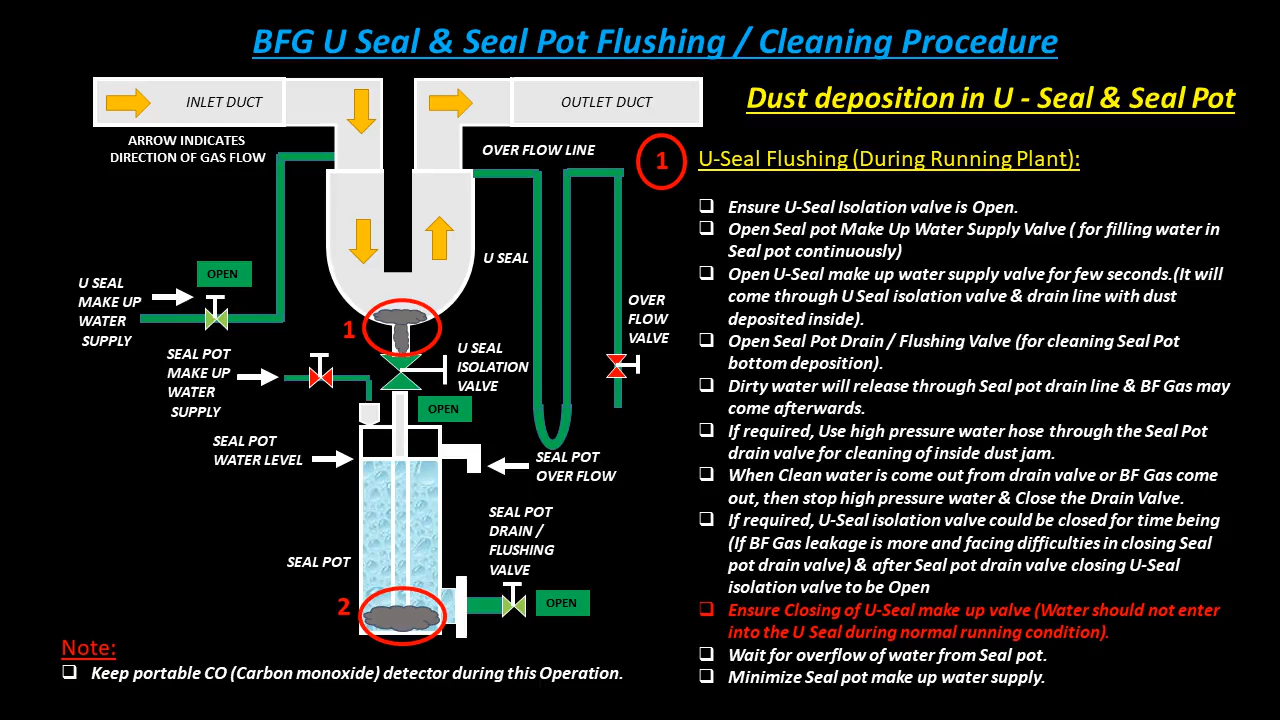 BFG U Seal & Seal Pot Flushing / Cleaning Procedure
INLET DUCT
OUTLET DUCT
ARROW INDICATES
DIRECTION OF GAS FLOW
OVER FLOW LINE
U SEAL
OPEN
U SEAL
MAKE UP
WATER
SUPPLY
OVER
FLOW
VALVE
1
SEAL POT
MAKE UP
WATER
SUPPLY
U SEAL
ISOLATION
VALVE
OPEN
SEAL POT
WATER LEVEL
SEAL POT
OVER FLOW
SEAL POT
DRAIN /
FLUSHING
VALVE
SEAL POT
OPEN
2
Note:
❑ Keep portable CO (Carbon monoxide) detector during this Operation.
Dust deposition in U - Seal & Seal Pot
1
U-Seal Flushing (During Running Plant):
❑ Ensure U-Seal Isolation valve is Open.
❑ Open Seal pot Make Up Water Supply Valve ( for filling water in
Seal pot continuously)
❑ Open U-Seal make up water supply valve for few seconds.(It will
come through U Seal isolation valve & drain line with dust
deposited inside).
❑ Open Seal Pot Drain / Flushing Valve (for cleaning Seal Pot
bottom deposition).
❑ Dirty water will release through Seal pot drain line & BF Gas may
come afterwards.
❑ If required, Use high pressure water hose through the Seal Pot
drain valve for cleaning of inside dust jam.
❑ When Clean water is come out from drain valve or BF Gas come
out, then stop high pressure water & Close the Drain Valve.
❑ If required, U-Seal isolation valve could be closed for time being
(If BF Gas leakage is more and facing difficulties in closing Seal
pot drain valve) & after Seal pot drain valve closing U-Seal
isolation valve to be Open
❑ Ensure Closing of U-Seal make up valve (Water should not enter
into the U Seal during normal running condition).
❑ Wait for overflow of water from Seal pot.
❑ Minimize Seal pot make up water supply.